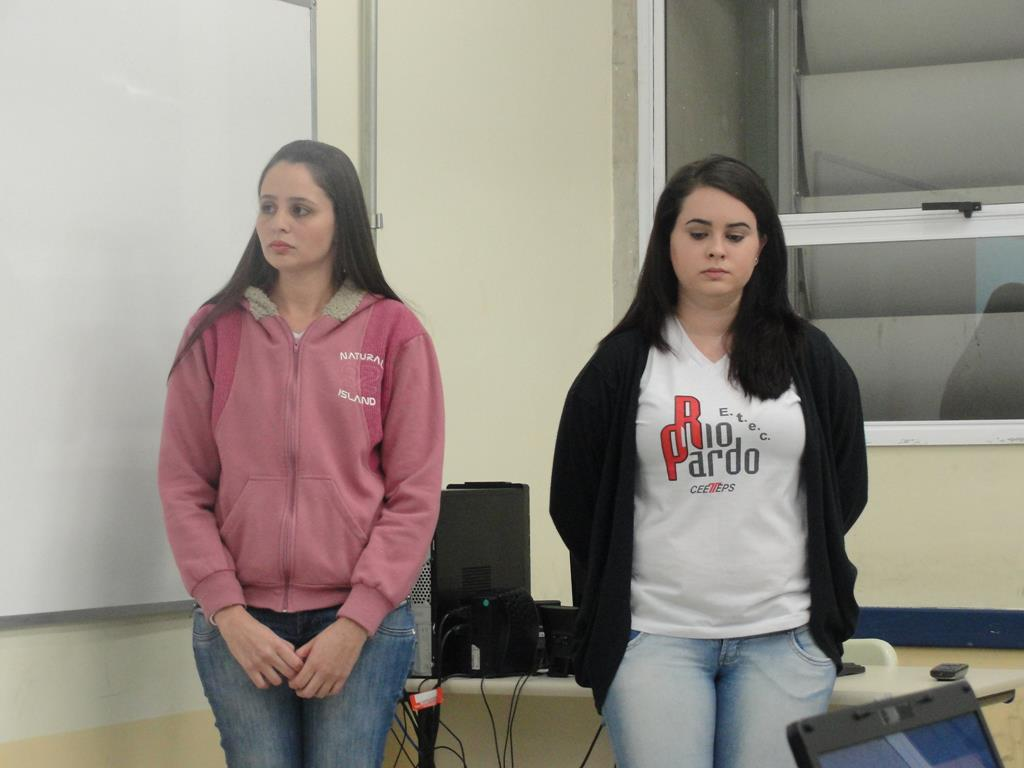 NATURAL
ISLAND
Rio E.t.e.c.
Pardo
CEETEPS